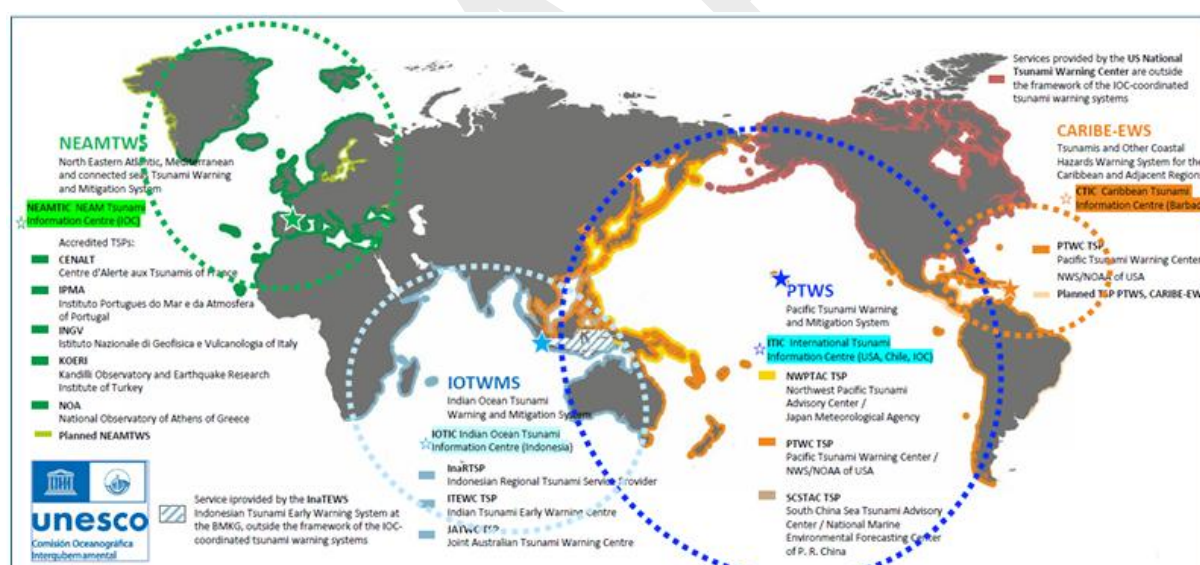 NEAMTWS
North Eastern Atlantic, Mediterranean
and connected seas Tsunami Warning
and Mitigation System
NEAMTIC NEAM Tsunami
Information Centre (IOC)
Accredited TSPs:
CENALT
Centre d'Alerte aux Tsunamis of France
IPMA
Instituto Portugues do Mar e da Atmosfera
of Portugal
INGV
Istituto Nazionale di Geofisica e Vulcanologia of Italy
KOERI
Kandilli Observatory and Earthquake Research
Institute of Turkey
NOA
National Observatory of Athens of Greece
Planned NEAMTWS
unesco
Comisión Oceanográfica
Intergubernamental
Service iprovided by the InaTEWS
Indonesian Tsunami Early Warning System at
the BMKG, outside the framework of the IOC-
coordinated tsunami warning systems
IOTWMS
Indian Ocean Tsunami
Warning and Mitigation System
IOTIC Indian Ocean Tsunami
Information Centre (Indonesia)
InaRTSP
Indonesian Regional Tsunami Service Provider
ITEWC TSP
Indian Tsunami Early Warning Centre
JATWC TSP
Joint Australian Tsunami Warning Centre
PTWS
Pacific Tsunami Warning
and Mitigation System
ITIC International Tsunami
Information Centre (USA, Chile, IOC)
NWPTAC TSP
Northwest Pacific Tsunami
Advisory Center /
Japan Meteorological Agency
PTWC TSP
Pacific Tsunami Warning Center /
NWS/NOAA of USA
SCSTAC TSP
South China Sea Tsunami Advisory
Center / National Marine
Environmental Forecasting Center
of P. R. China
Services provided by the US National
Tsunami Warning Center are outside
the framework of the IOC-coordinated
tsunami warning systems
CARIBE-EWS
Tsunamis and Other Coastal
Hazards Warning System for the
Caribbean and Adjacent Region
CTIC Caribbean Tsunami
Information Centre (Barbad
PTWC TSP
Pacific Tsunami Warning Center
NWS/NOAA of USA
Planned TSP PTWS, CARIBE-EW